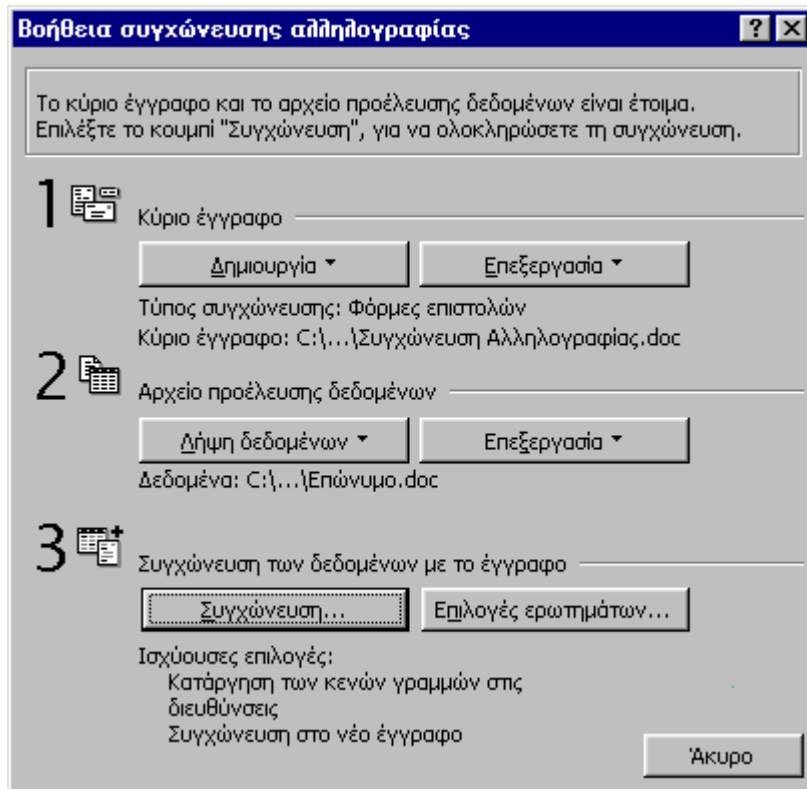 Βοήθεια συγχώνευσης αλληλογραφίας
Το κύριο έγγραφο και το αρχείο προέλευσης δεδομένων είναι έτοιμα.
Επιλέξτε το κουμπί "Συγχώνευση", για να ολοκληρώσετε τη συγχώνευση.
1 Κύριο έγγραφο
Δημιουργία Επεξεργασία
Τύπος συγχώνευσης: Φόρμες επιστολών
Κύριο έγγραφο: C:\...\Συγχώνευση Αλληλογραφίας.doc
2 Αρχείο προέλευσης δεδομένων
Λήψη δεδομένων Επεξεργασία
Δεδομένα: C:\...\Επώνυμο.doc
3 Συγχώνευση των δεδομένων με το έγγραφο
Συγχώνευση... Επιλογές ερωτημάτων...
Ισχύουσες επιλογές:
Κατάργηση των κενών γραμμών στις
διευθύνσεις
Συγχώνευση στο νέο έγγραφο
Άκυρο